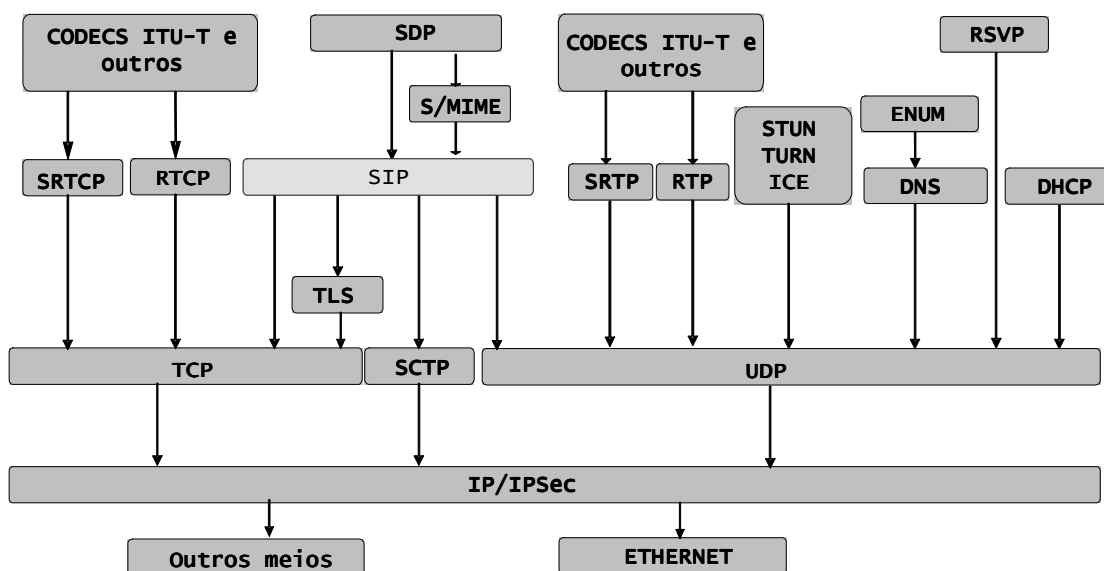 CODECS ITU-T e
outros
SDP
CODECS ITU-T e
outros
RSVP
S/MIME
STUN
TURN
ICE
ENUM
SRTCP
RTCP
SIP
SRTP
RTP
DNS
DHCP
TLS
TCP
SCTP
UDP
IP/IPSec
Outros meios
ETHERNET